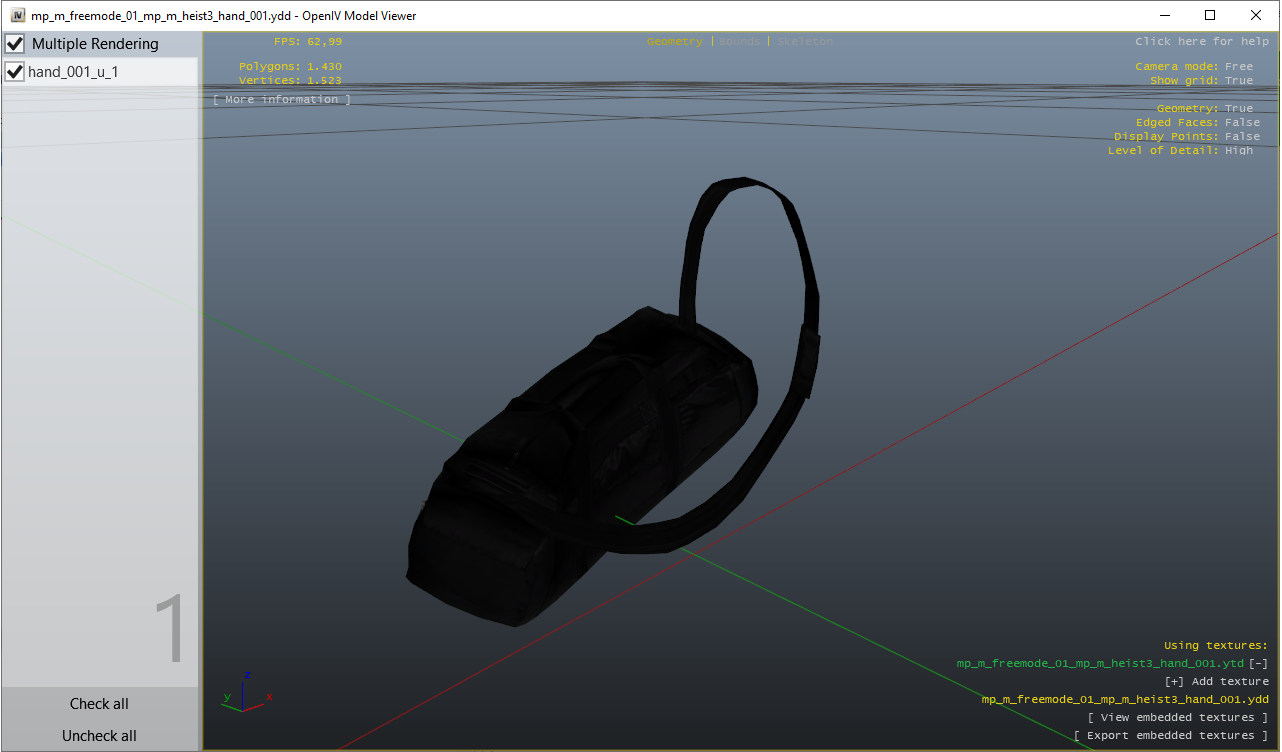 mp_m_freemode_01_mp_m_heist3_hand_001.ydd - OpenIV Model Viewer
Multiple Rendering
hand_001_u_1
FPS: 62,99
Polygons: 1.430
Vertices: 1.523
[ More information ]
Geometry | Bounds | Skeleton
Click here for help
Camera mode: Free
Show grid: True
Geometry: True
Edged Faces: False
Display Points: False
Level of Detail: High
1
Check all
Uncheck all
z
y
x
Using textures:
mp_m_freemode_01_mp_m_heist3_hand_001.ytd [-]
[+] Add texture
mp_m_freemode_01_mp_m_heist3_hand_001.ydd
[ View embedded textures ]
[ Export embedded textures ]